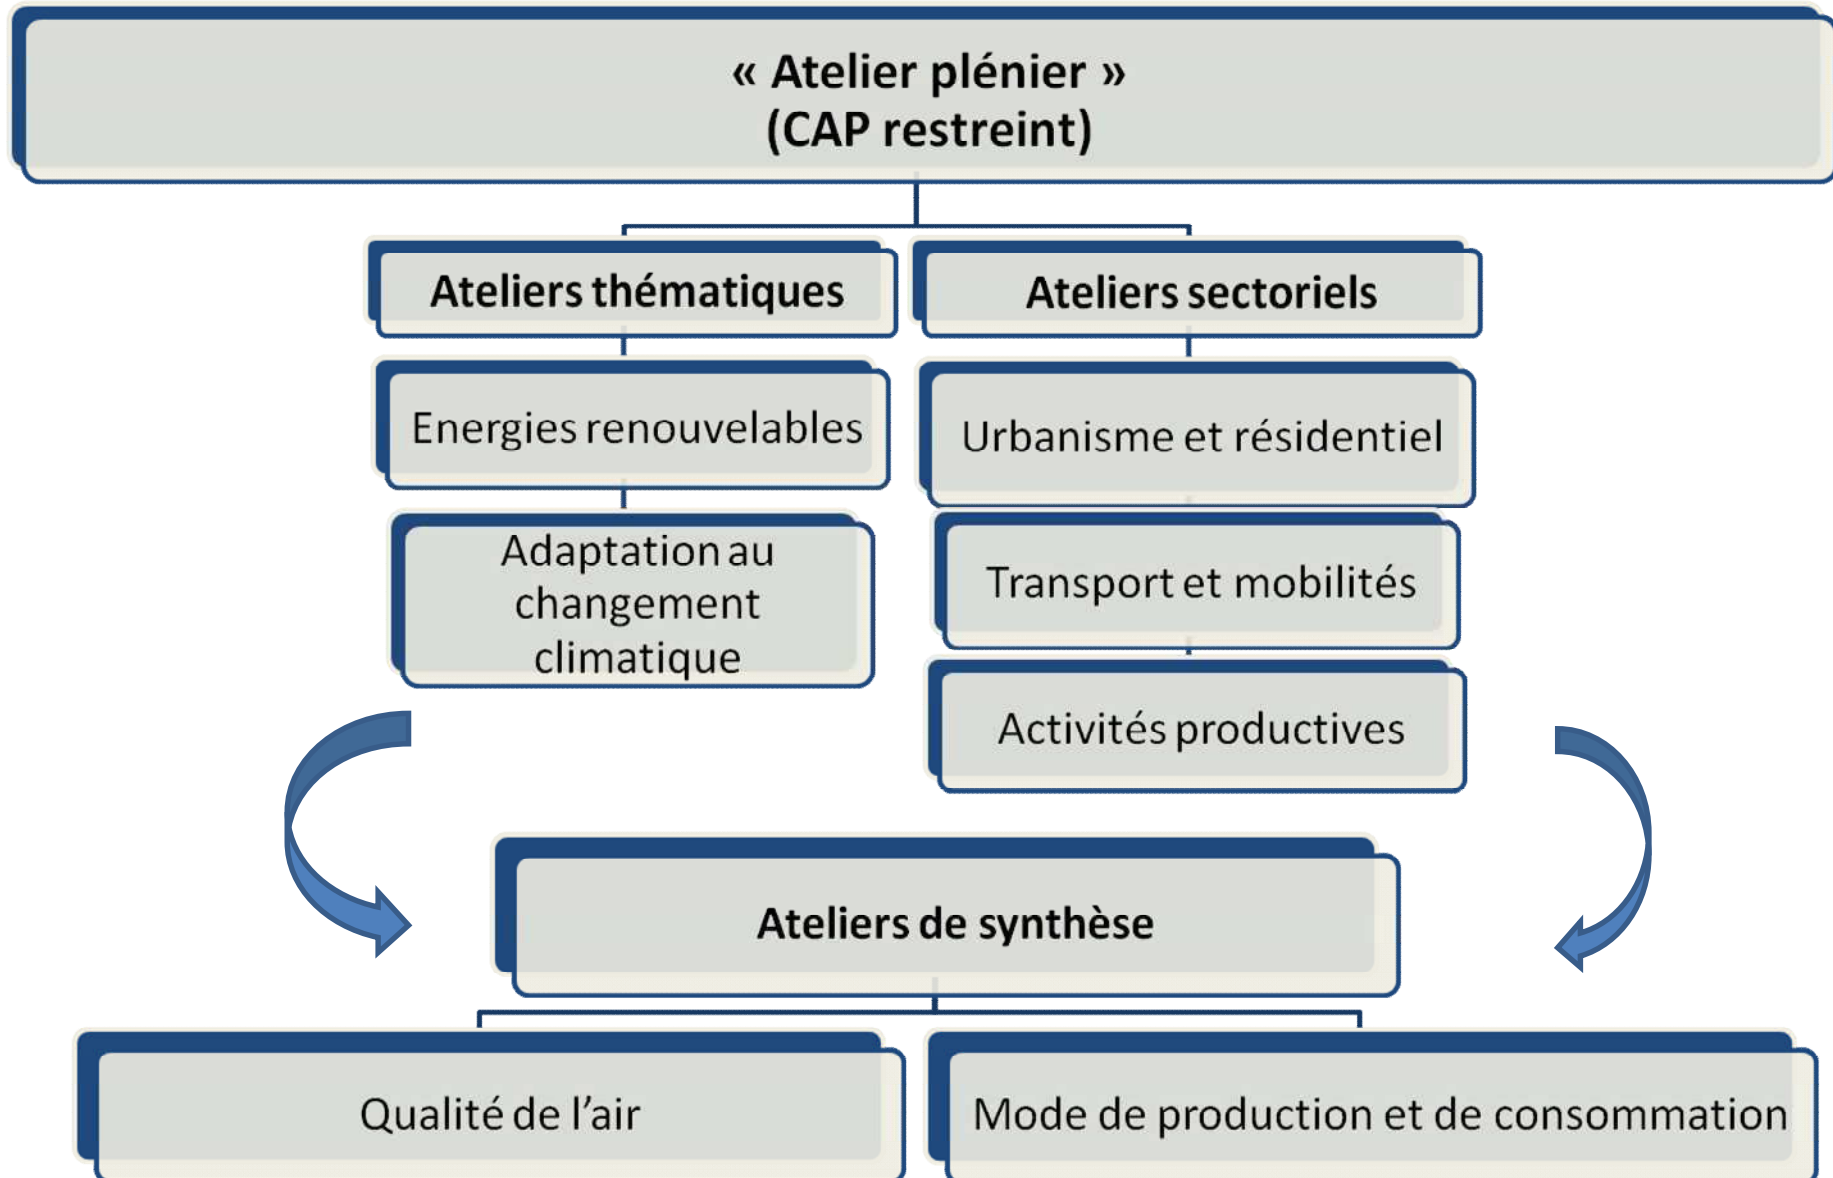 « Atelier plénier »
(CAP restreint)
Ateliers thématiques
Ateliers sectoriels
Energies renouvelables
Urbanisme et résidentiel
Adaptation au
changement
climatique
Transport et mobilités
Activités productives
Ateliers de synthèse
Qualité de l’air
Mode de production et de consommation